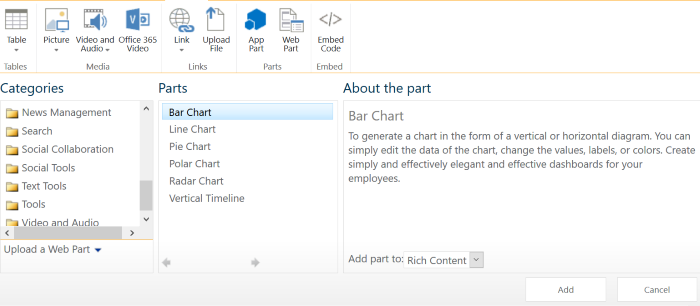 Table
Picture
Video and Audio
Office 365 Video
Link
Upload File
App Part
Web Part
Embed Code
Tables
Media
Links
Parts
Embed
Categories
News Management
Search
Social Collaboration
Social Tools
Text Tools
Tools
Video and Audio
Upload a Web Part
Parts
Bar Chart
Line Chart
Pie Chart
Polar Chart
Radar Chart
Vertical Timeline
About the part
Bar Chart
To generate a chart in the form of a vertical or horizontal diagram. You can
simply edit the data of the chart, change the values, labels, or colors. Create
simply and effectively elegant and effective dashboards for your
employees.
Add part to: Rich Content
Add
Cancel